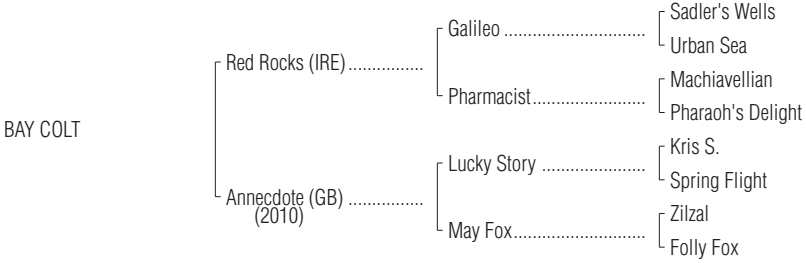 Sadler's Wells
Galileo ..............................
Urban Sea
Red Rocks (IRE)................
Machiavellian
Pharmacist........................
Pharaoh's Delight
BAY COLT
Kris S.
Lucky Story ......................
Spring Flight
Annecdote (GB) ................
(2010)
Zilzal
May Fox............................
Folly Fox